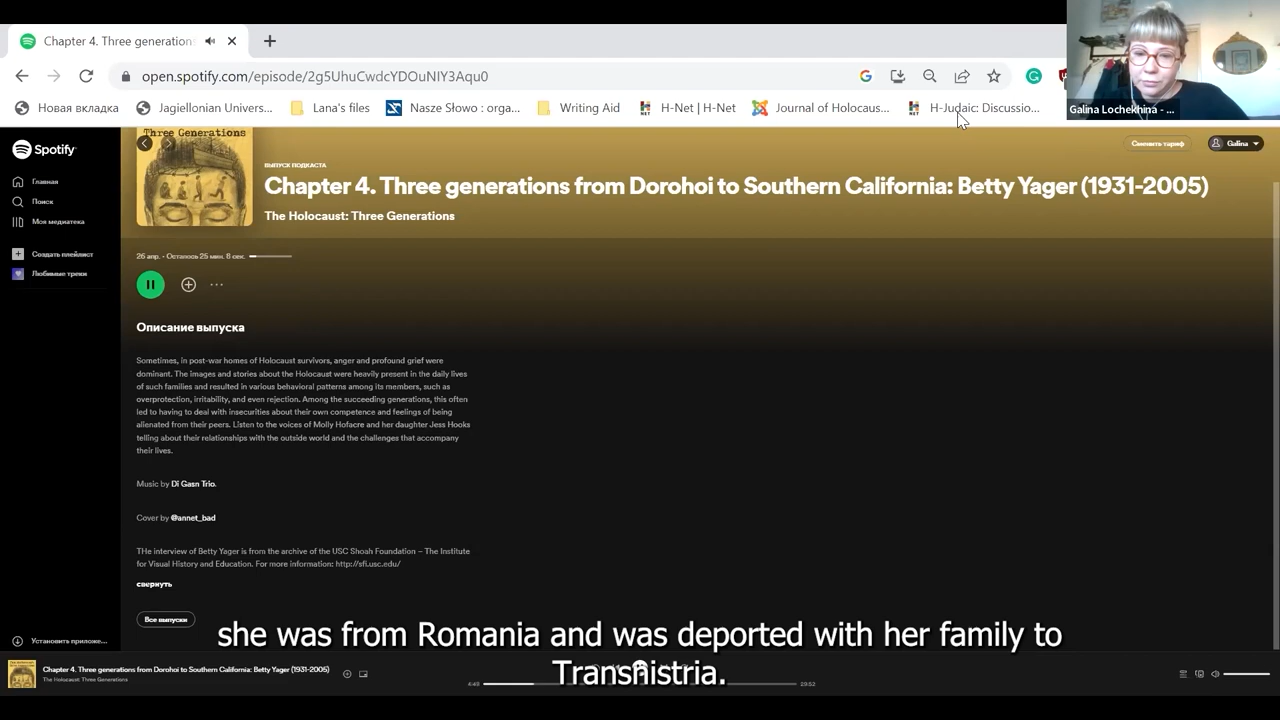 Chapter 4. Three generation
open.spotify.com/episode/2g5UhuCwdcYDOuNIY3Aqu0
Новая вкладка
Jagiellonian Univers...
Lana's files
Nasze Słowo : orga...
Writing Aid
H-Net | H-Net
Journal of Holocaus...
H-Judaic: Discussio...
Galina Lochekhina - ...
Spotify
Главная
Поиск
Моя медиатека
Создать плейлист
Любимые треки
Установить приложе...
Three Generations
Сменить тариф
Galina
ВЫПУСК ПОДКАСТА
Chapter 4. Three generations from Dorohoi to Southern California: Betty Yager (1931-2005)
The Holocaust: Three Generations
26 апр. - Осталось 25 мин. 6 сек.
Описание выпуска
Sometimes, in post-war homes of Holocaust survivors, anger and profound grief were
dominant. The images and stories about the Holocaust were heavily present in the daily lives
of such families and resulted in various behavioral patterns among its members, such as
overprotection, irritability, and even rejection. Among the succeeding generations, this often
led to having to deal with insecurities about their own competence and feelings of being
alienated from their peers. Listen to the voices of Molly Hofacre and her daughter Jess Hooks
telling about their relationships with the outside world and the challenges that accompany
their lives.
Music by Di Gasn Trio.
Cover by @annet_bad
THe interview of Betty Yager is from the archive of the USC Shoah Foundation – The Institute
for Visual History and Education. For more information: http://sfi.usc.edu/
свернуть
Все выпуски
she was from Romania and was deported with her family to
Transnistria.
Chapter 4. Three generations from Dorohoi to Southern California: Betty Yager (1931-2005)
The Holocaust: Three Generations
4:45
29:52